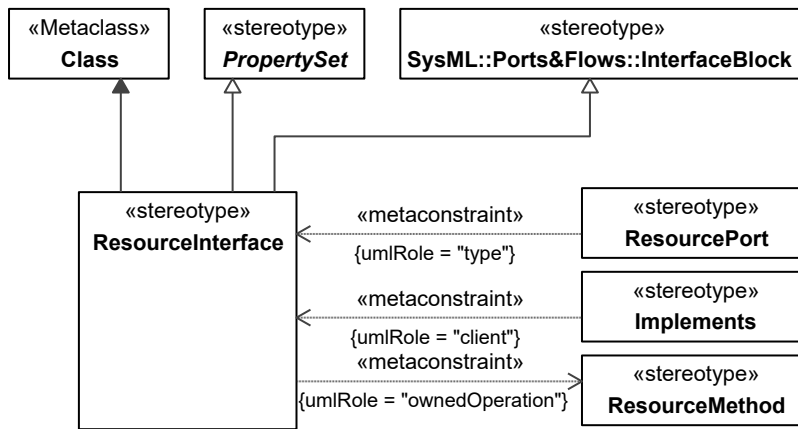 «Metaclass»
Class
«stereotype»
PropertySet
«stereotype»
SysML::Ports&Flows::InterfaceBlock
«stereotype»
ResourceInterface
«metaconstraint»
{umlRole = "type"}
«stereotype»
ResourcePort
«metaconstraint»
{umlRole = "client"}
«stereotype»
Implements
«metaconstraint»
{umlRole = "ownedOperation"}
«stereotype»
ResourceMethod